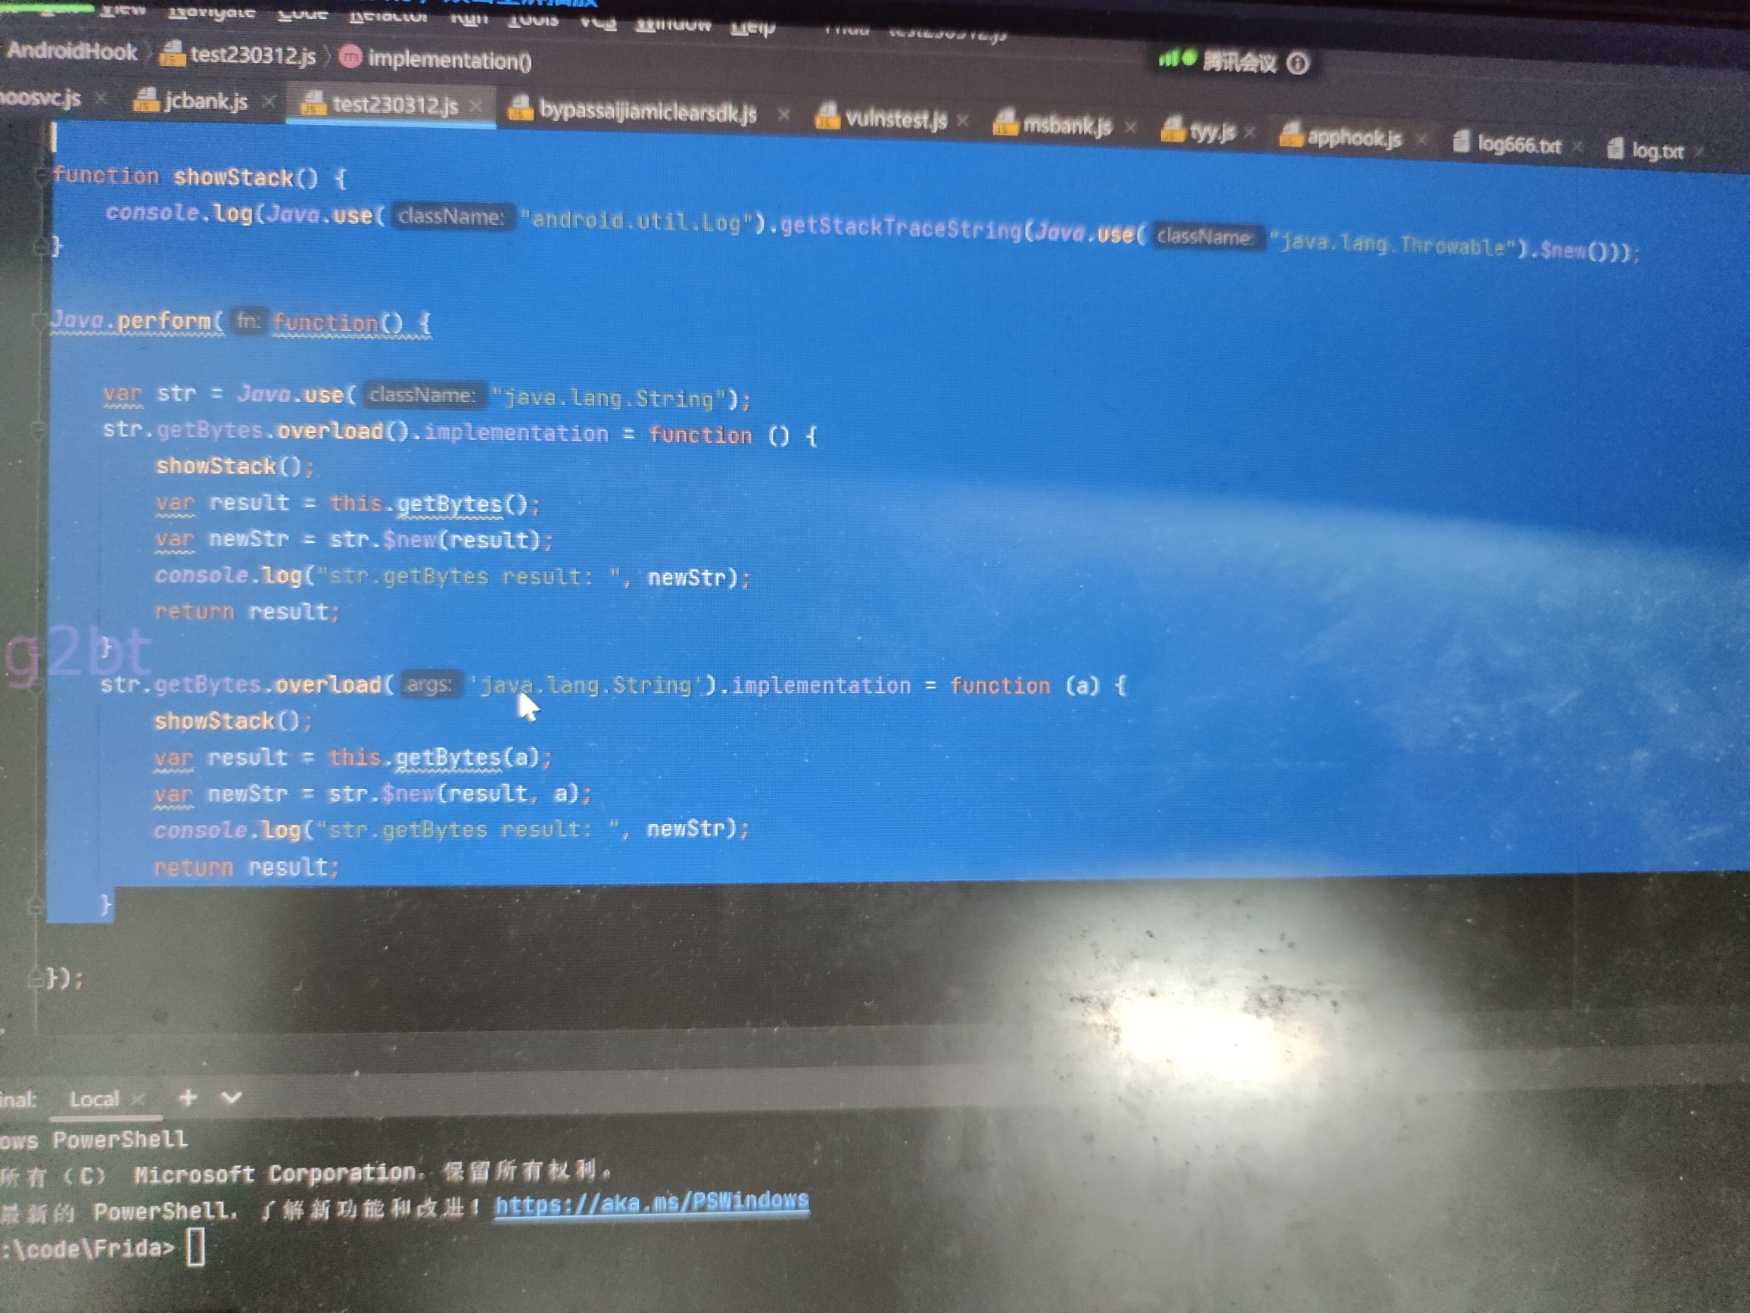 View Navigate Code Refactor Run Tools VCS Window Help test230312.js
AndroidHook test230312.js implementation()
腾讯会议
oosvc.js jcbank.js test230312.js bypassaijiamiclearsdk.js vulnstest.js msbank.js tyy.js apphook.js log666.txt log.txt
function showStack() {
console.log(Java.use( className: "android.util.Log").getStackTraceString(Java.use( className: "java.lang.Throwable").$new()));
}
Java.perform( fn: function() {
var str = Java.use( className: "java.lang.String");
str.getBytes.overload().implementation = function () {
showStack();
var result = this.getBytes();
var newStr = str.$new(result);
console.log("str.getBytes result: ", newStr);
return result;
}
g2bt
str.getBytes.overload( args: 'java.lang.String').implementation = function (a) {
showStack();
var result = this.getBytes(a);
var newStr = str.$new(result, a);
console.log("str.getBytes result: ", newStr);
return result;
}
});
inal: Local
ows PowerShell
所有 (C) Microsoft Corporation。保留所有权利。
最新的 PowerShell，了解新功能和改进！https://aka.ms/PSWindows
:\code\Frida>